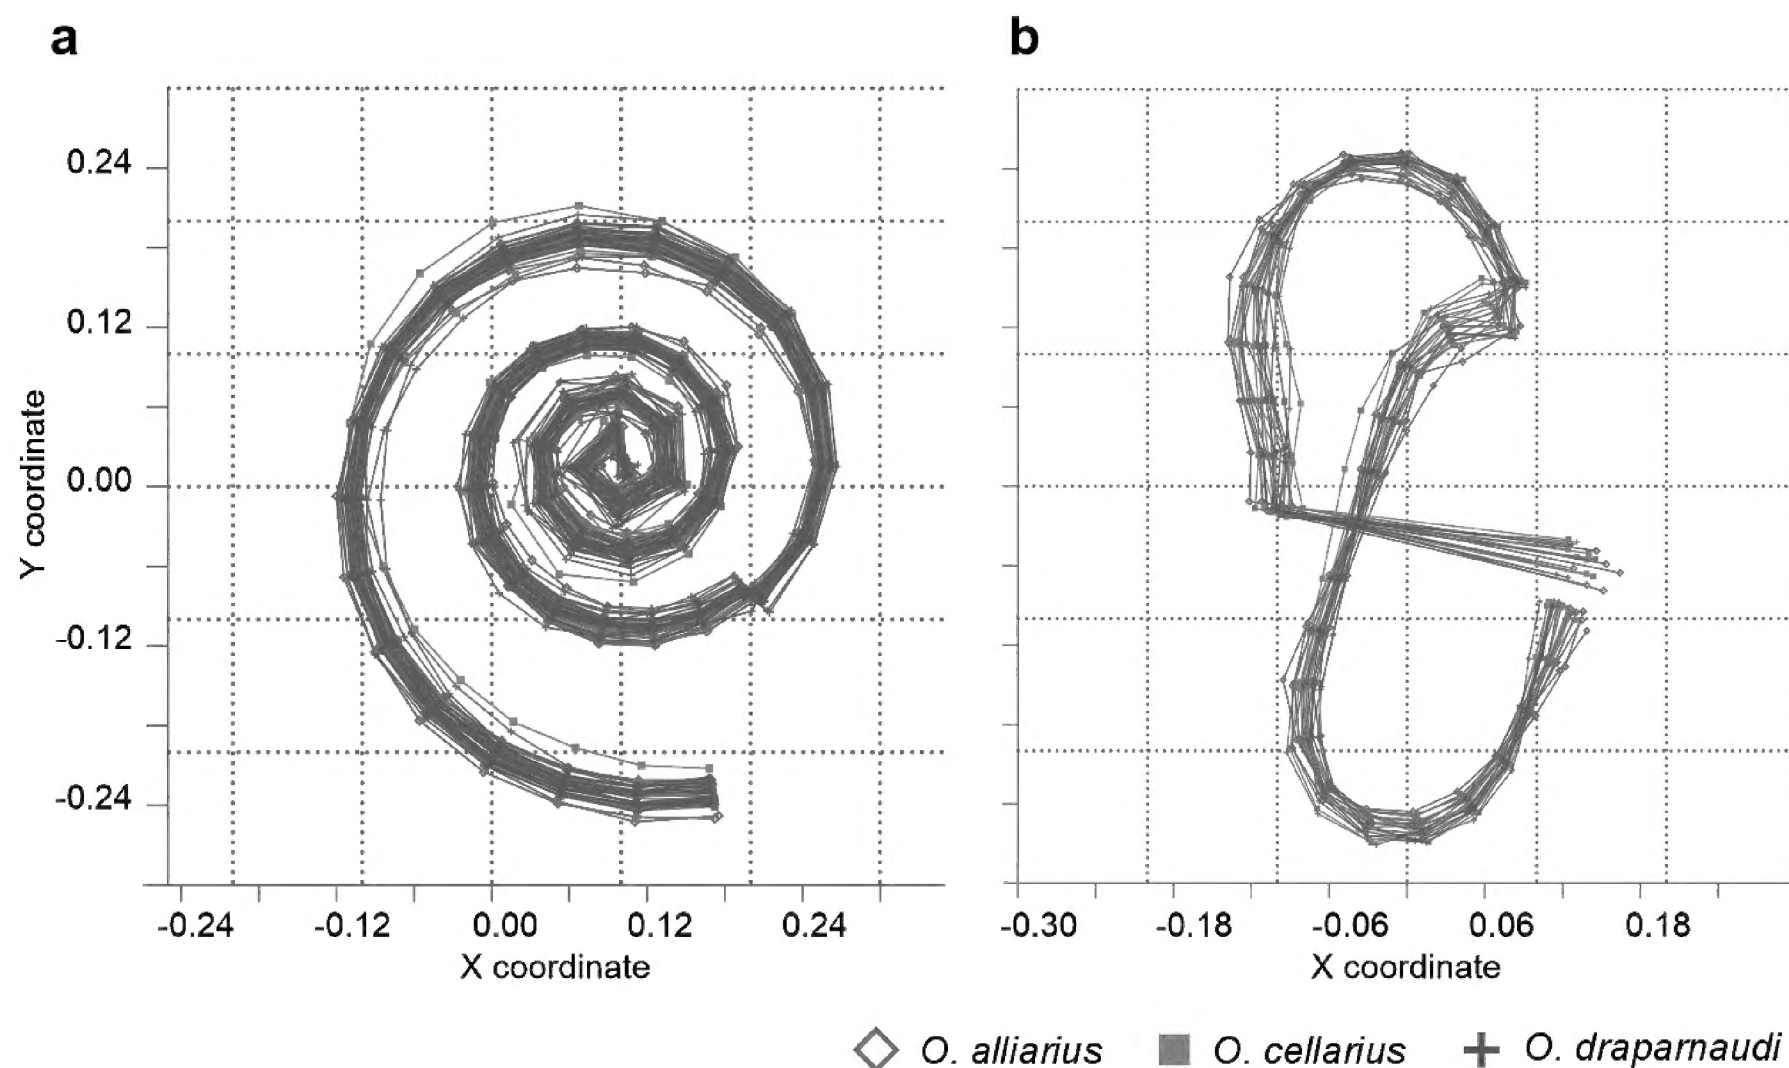 a
b
0.24
0.12
0.00
-0.12
-0.24
Y coordinate
-0.24 -0.12 0.00 0.12 0.24
-0.30 -0.18 -0.06 0.06 0.18
X coordinate
X coordinate
O. alliarius O. cellarius O. draparnaudi